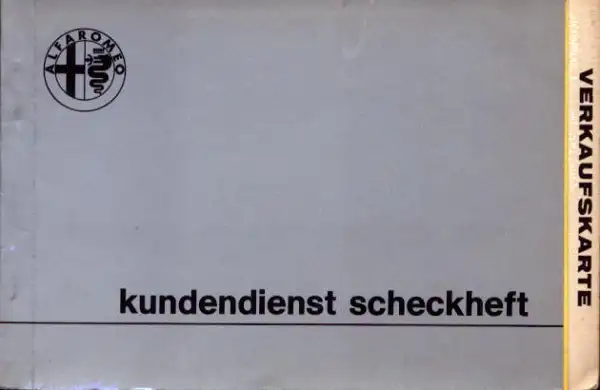 ALFA ROMEO
kundendienst scheckheft
VERKAUFSKARTE